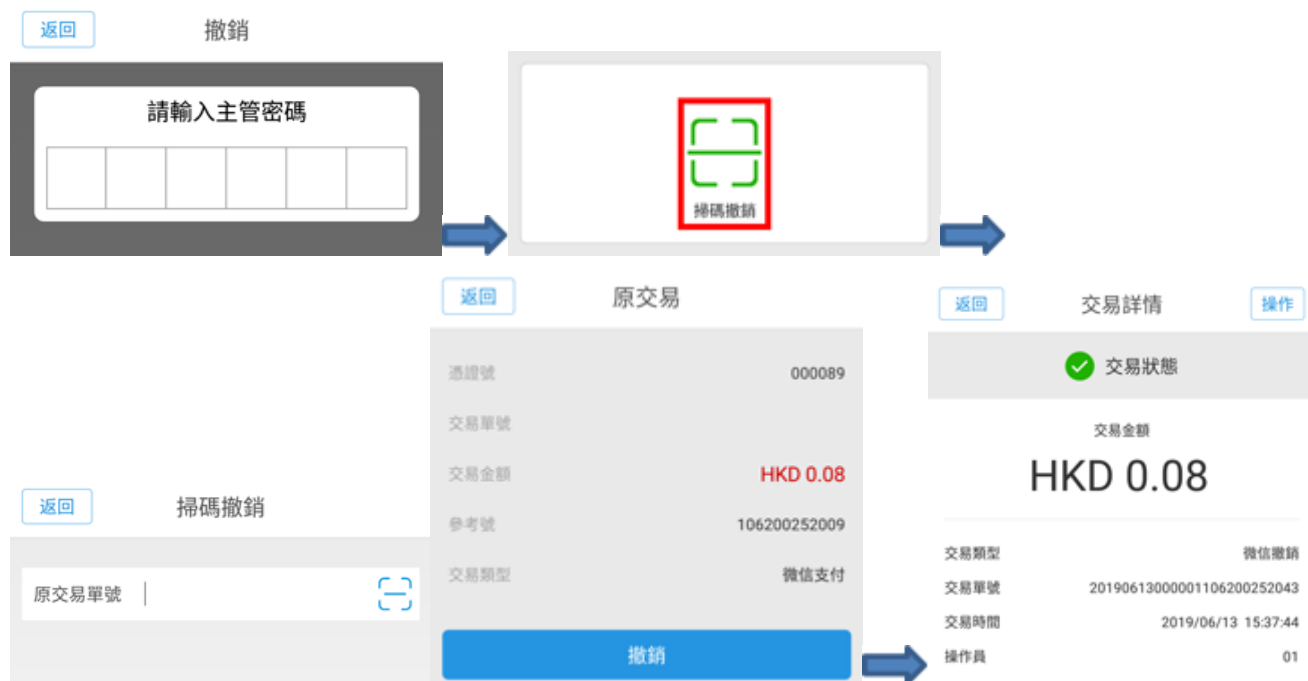 返回 撤銷
請輸入主管密碼
掃碼撤銷
返回 掃碼撤銷
原交易單號
返回 原交易
憑證號 000089
交易單號
交易金額 HKD 0.08
參考號 106200252009
交易類型 微信支付
撤銷
返回 交易詳情 操作
交易狀態
交易金額
HKD 0.08
交易類型 微信撤銷
交易單號 201906130000001106200252043
交易時間 2019/06/13 15:37:44
操作員 01